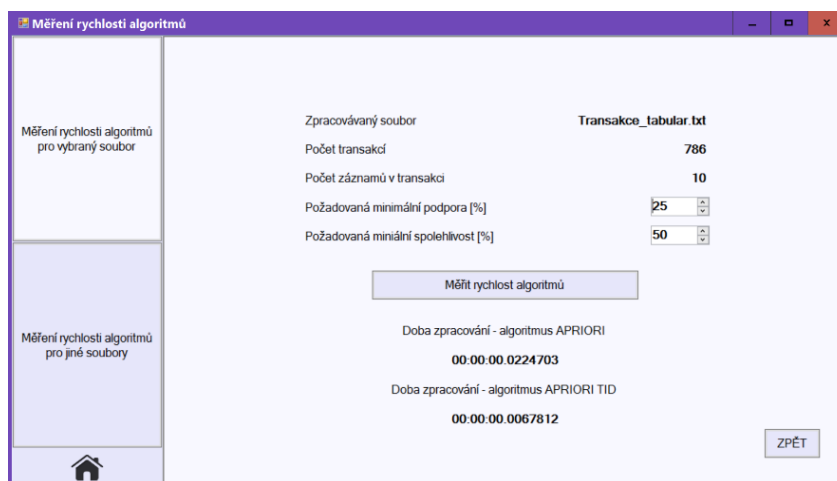 Měření rychlosti algoritmů
Měření rychlosti algoritmů
pro vybraný soubor
Měření rychlosti algoritmů
pro jiné soubory
Zpracovávaný soubor Transakce_tabular.txt
Počet transakcí 786
Počet záznamů v transakci 10
Požadovaná minimální podpora [%] 25
Požadovaná miniální spolehlivost [%] 50
Měřit rychlost algoritmů
Doba zpracování - algoritmus APRIORI
00:00:00.0224703
Doba zpracování - algoritmus APRIORI TID
00:00:00.0067812
ZPĚT